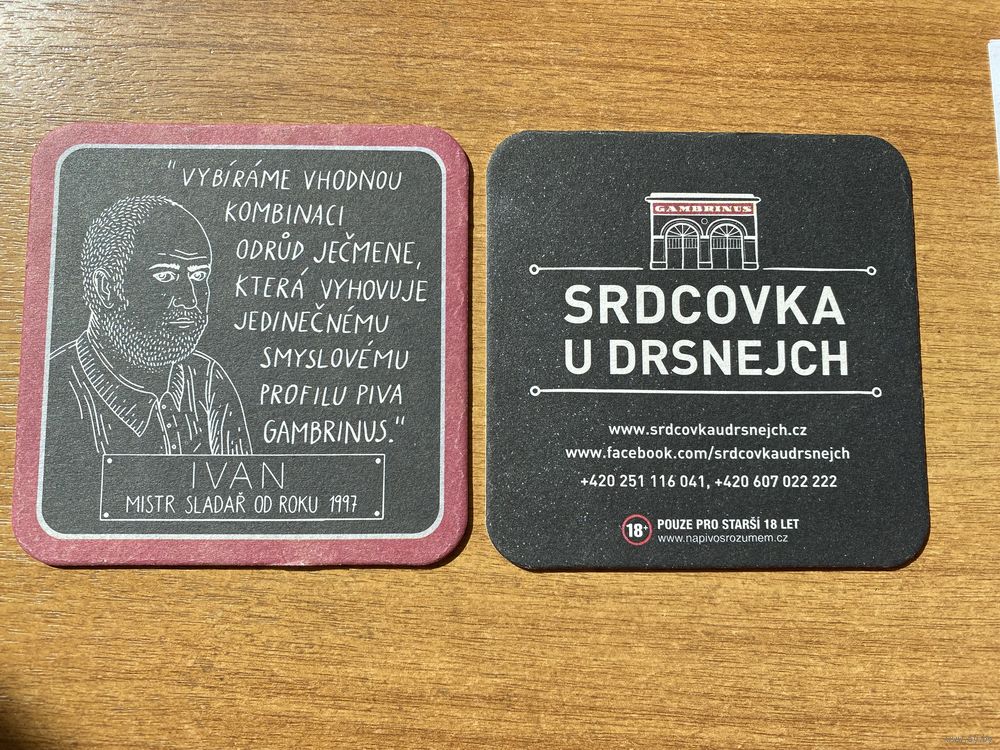 "VYBÍRÁME VHODNOU
KOMBINACI
ODRŮD JEČMENE,
KTERÁ VYHOVUJE
JEDINEČNÉMU
SMYSLOVÉMU
PROFILU PIVA
GAMBRINUS."
IVAN
MISTR SLADAŘ OD ROKU 1997
GAMBRINUS
SRDCOVKA
U DRSNEJCH
www.srdcovkaudrsnejch.cz
www.facebook.com/srdcovkaudrsnejch
+420 251 116 041, +420 607 022 222
18+ POUZE PRO STARŠÍ 18 LET
www.napivosrozumem.cz